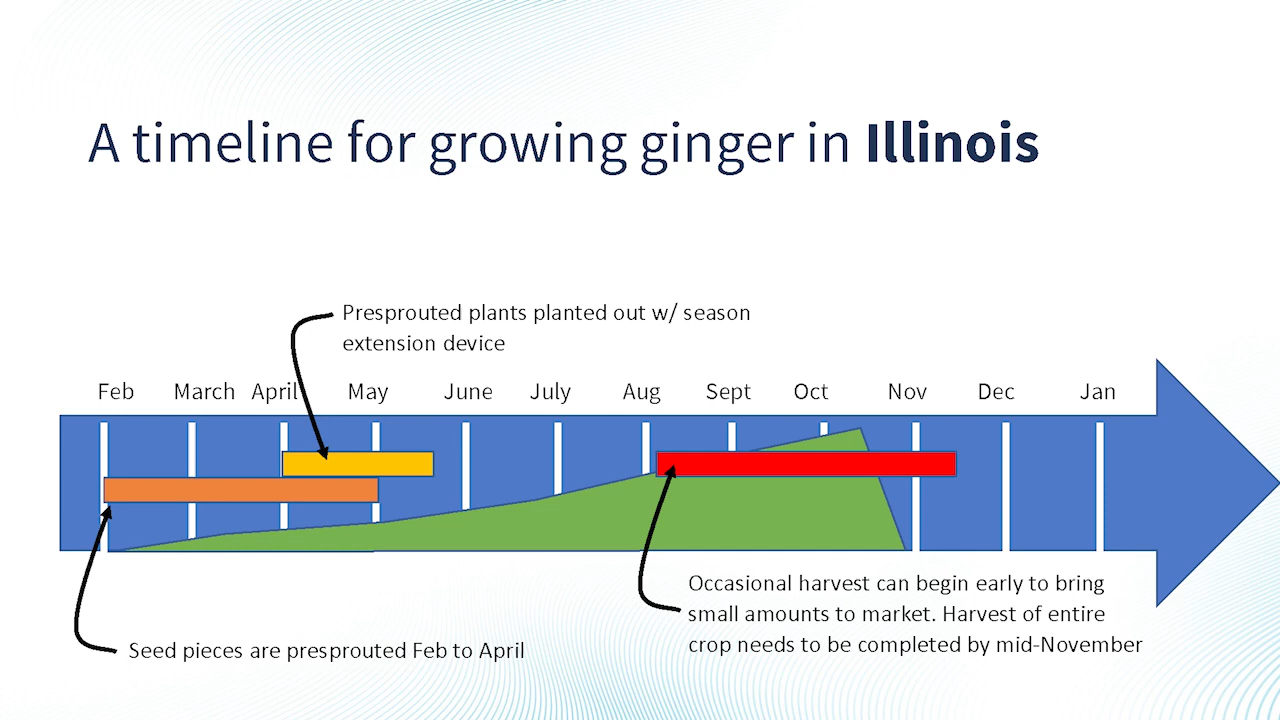 A timeline for growing ginger in Illinois
Presprouted plants planted out w/ season
extension device
Feb March April May June July Aug Sept Oct Nov Dec Jan
Occasional harvest can begin early to bring
small amounts to market. Harvest of entire
crop needs to be completed by mid-November
Seed pieces are presprouted Feb to April